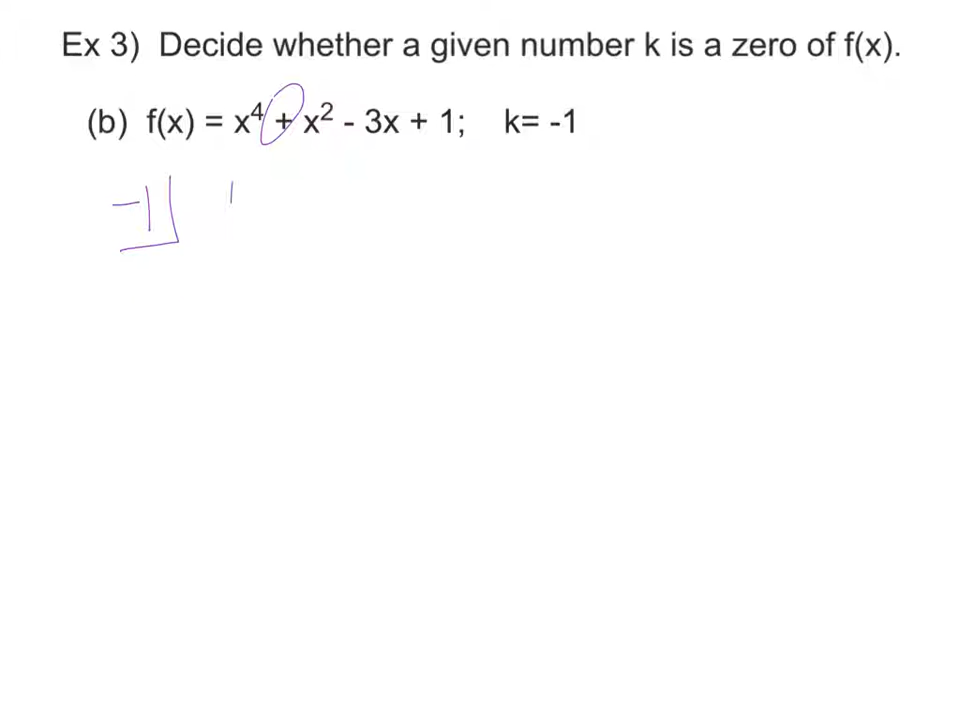 Ex 3) Decide whether a given number k is a zero of f(x).
(b) f(x) = x⁴ + x² - 3x + 1; k= -1
-1| 1